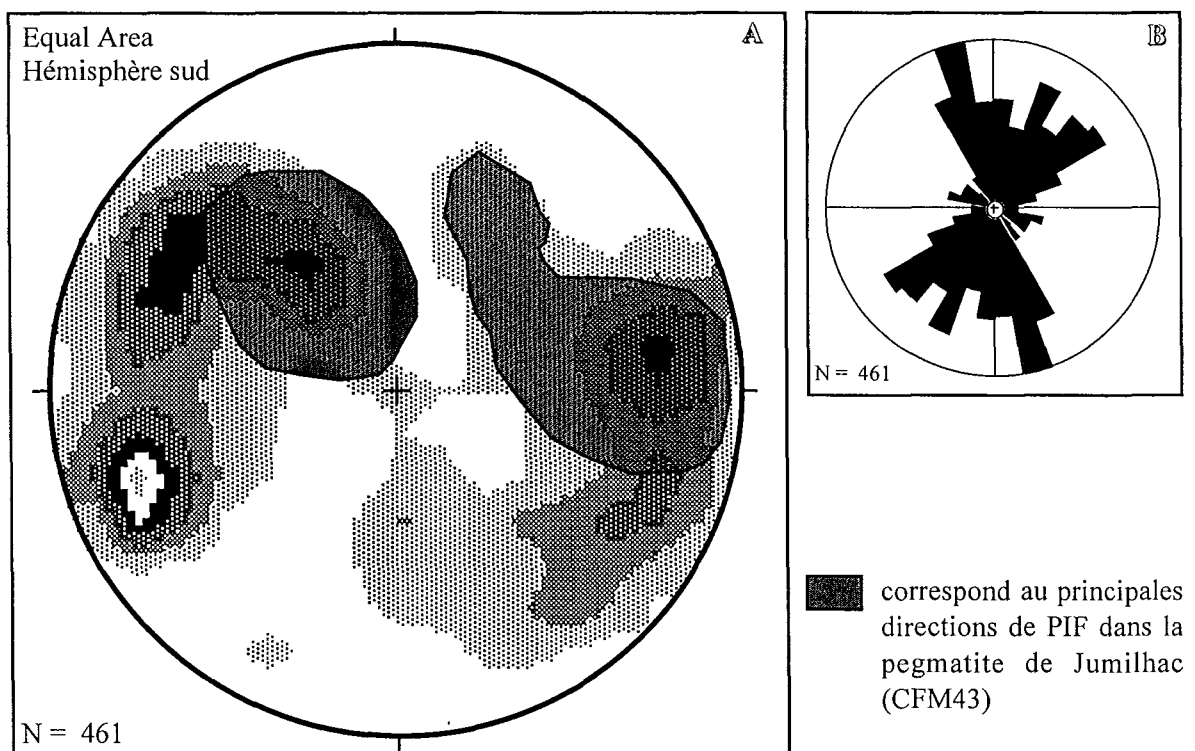 Equal Area
Hémisphère sud
A
N = 461
B
N = 461
correspond au principales
directions de PIF dans la
pegmatite de Jumilhac
(CFM43)